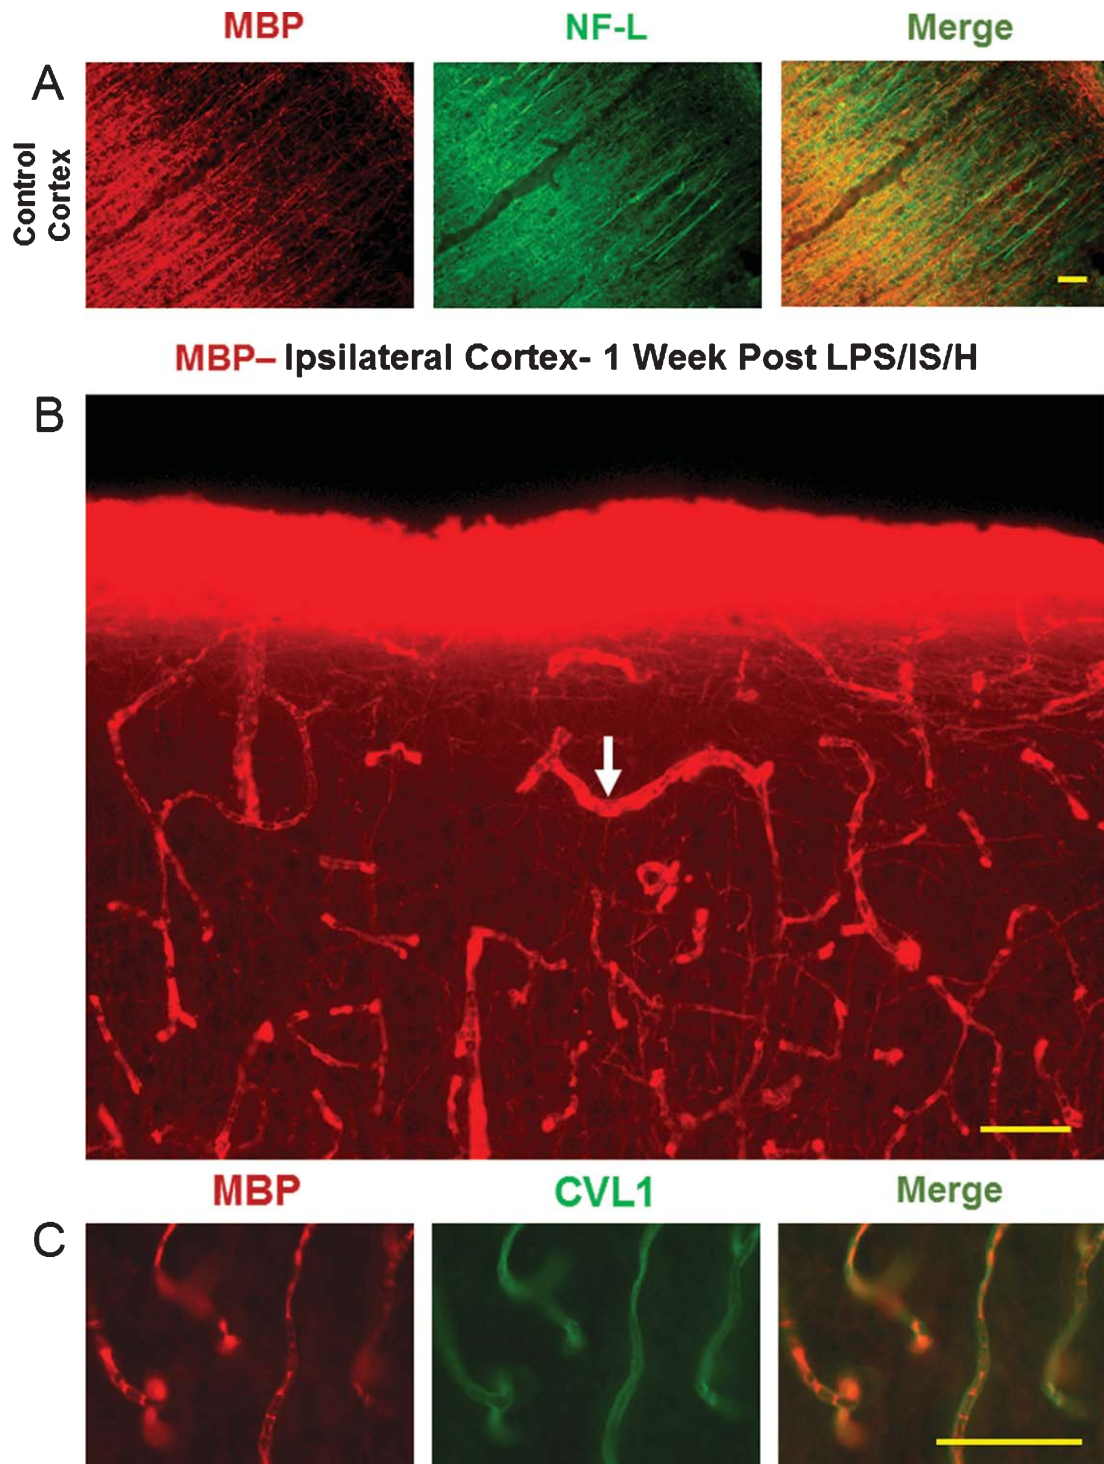 MBP NF-L Merge
A
Control
Cortex
MBP– Ipsilateral Cortex- 1 Week Post LPS/IS/H
B
MBP CVL1 Merge
C